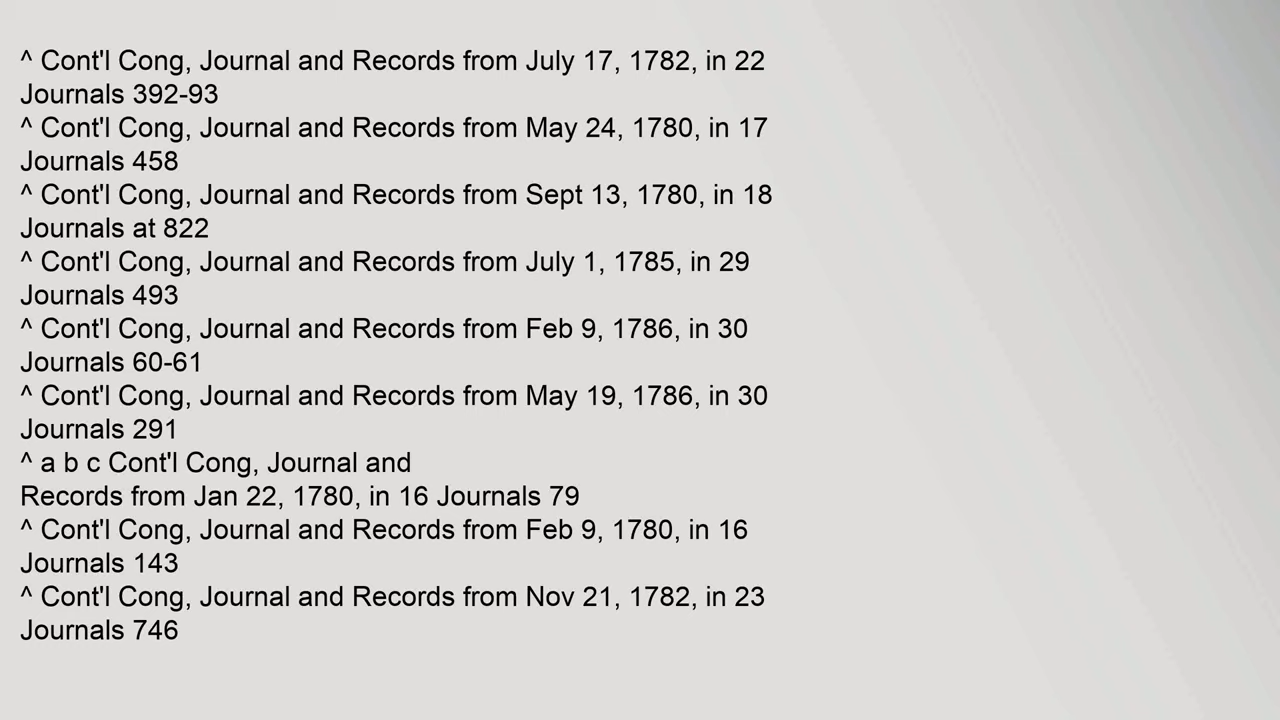 ^ Cont'l Cong, Journal and Records from July 17, 1782, in 22
Journals 392-93
^ Cont'l Cong, Journal and Records from May 24, 1780, in 17
Journals 458
^ Cont'l Cong, Journal and Records from Sept 13, 1780, in 18
Journals at 822
^ Cont'l Cong, Journal and Records from July 1, 1785, in 29
Journals 493
^ Cont'l Cong, Journal and Records from Feb 9, 1786, in 30
Journals 60-61
^ Cont'l Cong, Journal and Records from May 19, 1786, in 30
Journals 291
^ a b c Cont'l Cong, Journal and
Records from Jan 22, 1780, in 16 Journals 79
^ Cont'l Cong, Journal and Records from Feb 9, 1780, in 16
Journals 143
^ Cont'l Cong, Journal and Records from Nov 21, 1782, in 23
Journals 746